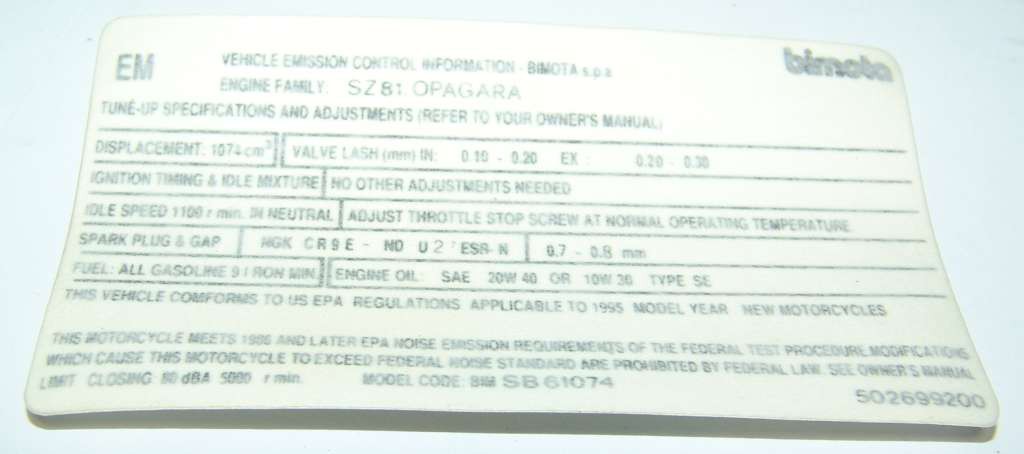 EM
VEHICLE EMISSION CONTROL INFORMATION - BIMOTA s.p.a
bimota
ENGINE FAMILY: SZ81.OPAGARA
TUNE-UP SPECIFICATIONS AND ADJUSTMENTS (REFER TO YOUR OWNER'S MANUAL)
DISPLACEMENT: 1074 cm³ VALVE LASH (mm) IN: 0.10 - 0.20 EX : 0.20 - 0.30
IGNITION TIMING & IDLE MIXTURE NO OTHER ADJUSTMENTS NEEDED
IDLE SPEED 1100 r min. IN NEUTRAL ADJUST THROTTLE STOP SCREW AT NORMAL OPERATING TEMPERATURE
SPARK PLUG & GAP NGK CR9E - ND U27ESR-N 0.7 - 0.8 mm
FUEL: ALL GASOLINE 91 RON MIN. ENGINE OIL: SAE 20W 40 OR 10W 30 TYPE SE
THIS VEHICLE COMFORMS TO US EPA REGULATIONS APPLICABLE TO 1995 MODEL YEAR NEW MOTORCYCLES
THIS MOTORCYCLE MEETS 1986 AND LATER EPA NOISE EMISSION REQUIREMENTS OF THE FEDERAL TEST PROCEDURE.MODIFICATIONS
WHICH CAUSE THIS MOTORCYCLE TO EXCEED FEDERAL NOISE STANDARD ARE PROHIBITED BY FEDERAL LAW. SEE OWNER'S MANUAL
LIMIT CLOSING 80 dBA 5000 r min. MODEL CODE: BIM SB61074
502699200